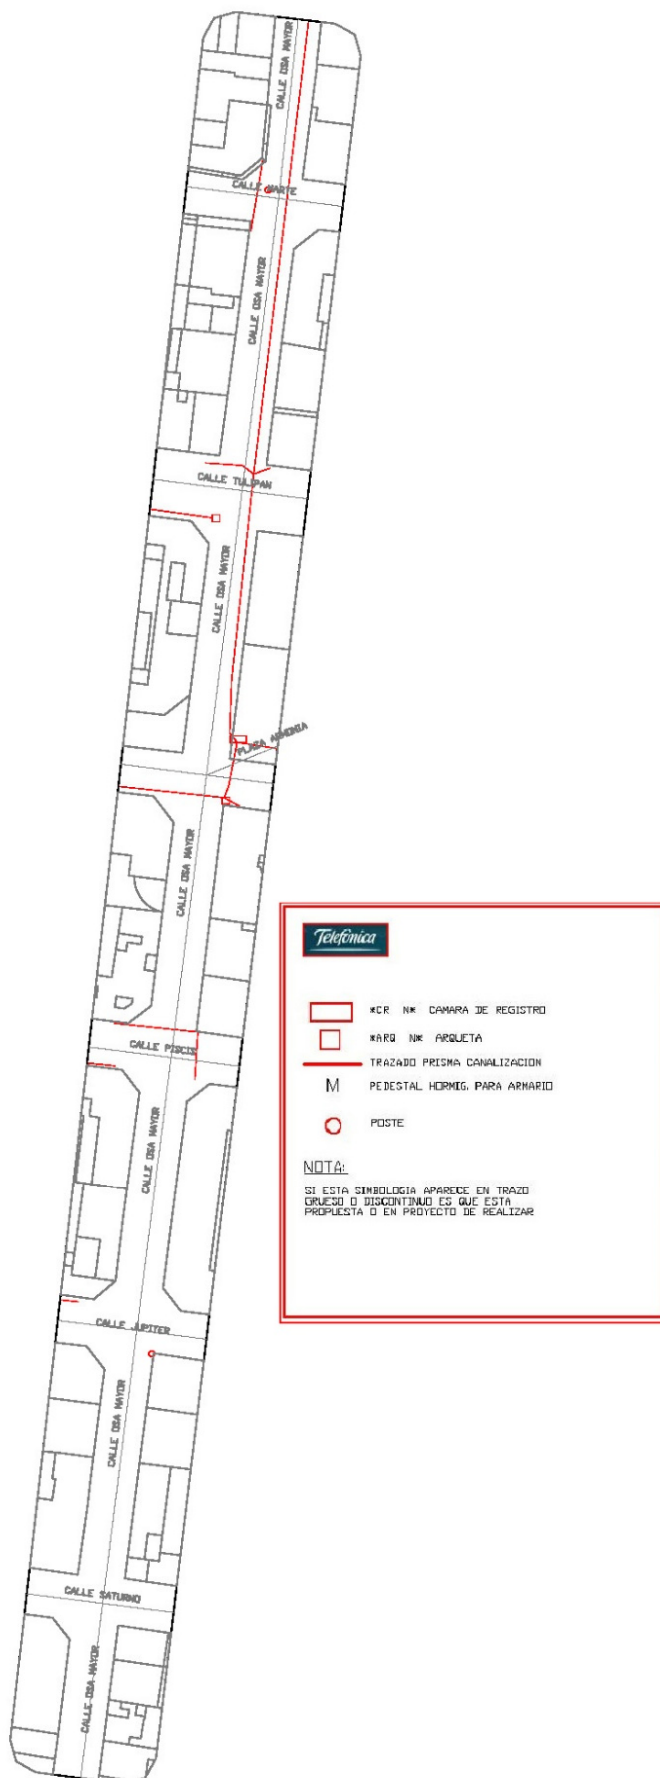 CALLE OSA MAYOR
CALLE MARTE
CALLE OSA MAYOR
CALLE TULIPAN
CALLE OSA MAYOR
PLAZA ARMONIA
CALLE OSA MAYOR
Telefónica
*CR N* CAMARA DE REGISTRO
*ARQ N* ARQUETA
TRAZADO PRISMA CANALIZACION
M PEDESTAL HORMIG. PARA ARMARIO
POSTE
NOTA:
SI ESTA SIMBOLOGIA APARECE EN TRAZO
GRUESO O DISCONTINUO ES QUE ESTA
PROPUESTA O EN PROYECTO DE REALIZAR
CALLE PISCIS
CALLE OSA MAYOR
CALLE JUPITER
CALLE OSA MAYOR
CALLE SATURNO
CALLE OSA MAYOR